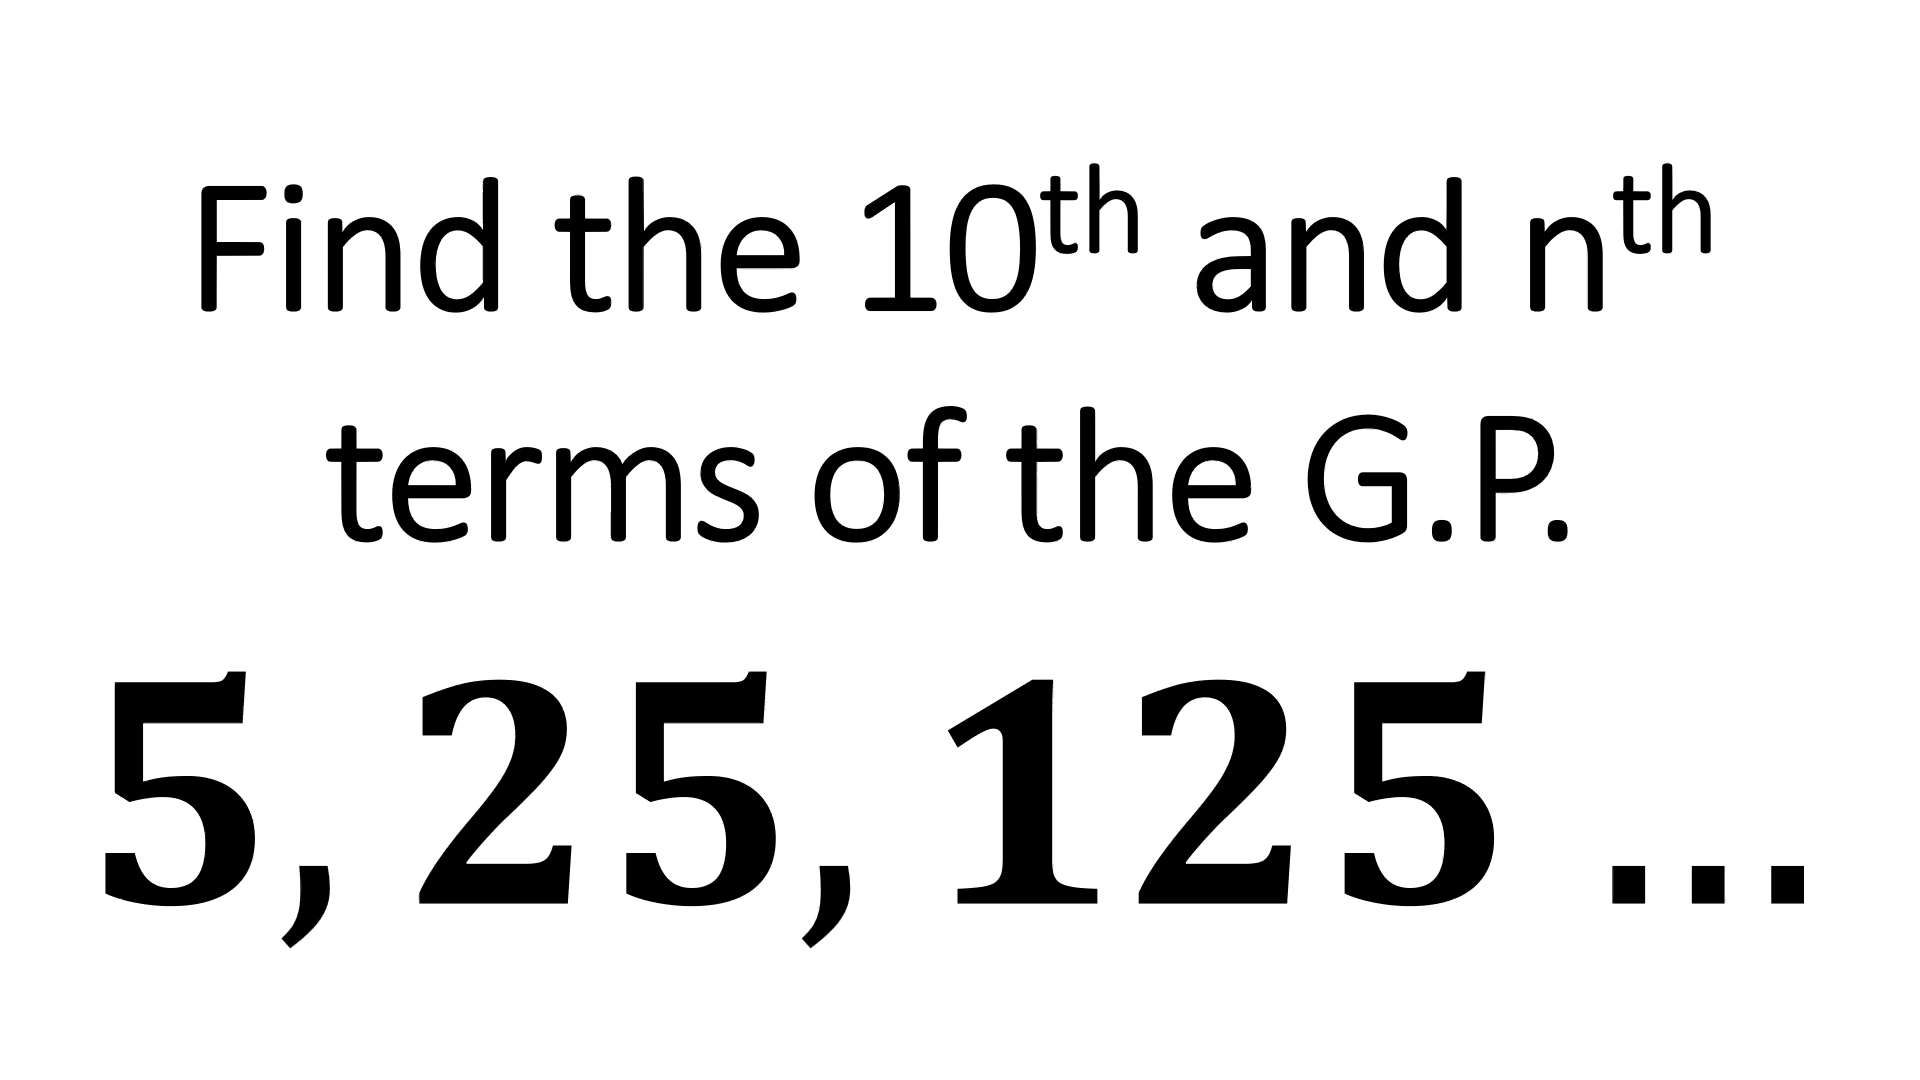 Find the 10th and nth
terms of the G.P.
5, 25, 125 ...